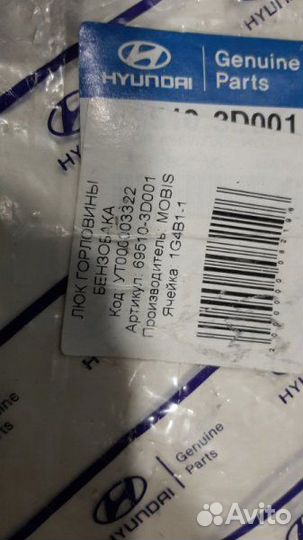 HYUNDAI
Genuine
Parts
-3D001
ЛЮК ГОРЛОВИНЫ
БЕНЗОБАКА
Код: УТ000003322
Артикул: 69510-3D001
Производитель: MOBIS
Ячейка 1G4B1-1
HYUNDAI
Genuine
Parts
Avito